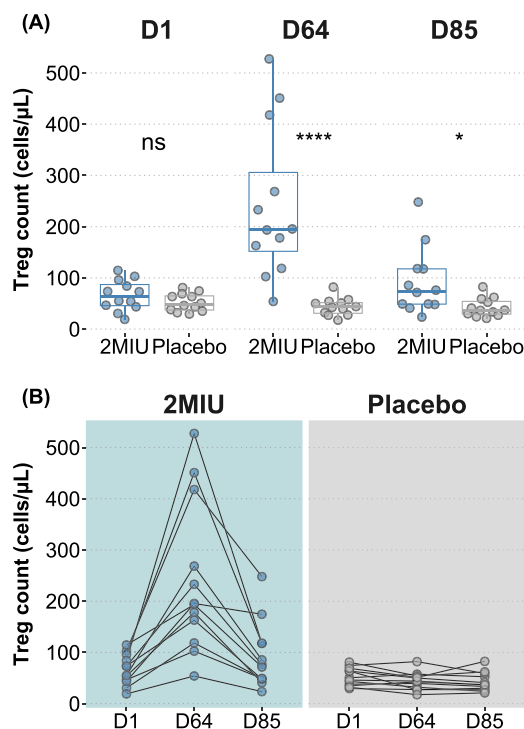 (A)
D1 D64 D85
Treg count (cells/μL)
500
400
300
200
100
0
ns **** *
2MIU Placebo 2MIU Placebo 2MIU Placebo
(B)
2MIU Placebo
Treg count (cells/μL)
500
400
300
200
100
0
D1 D64 D85 D1 D64 D85